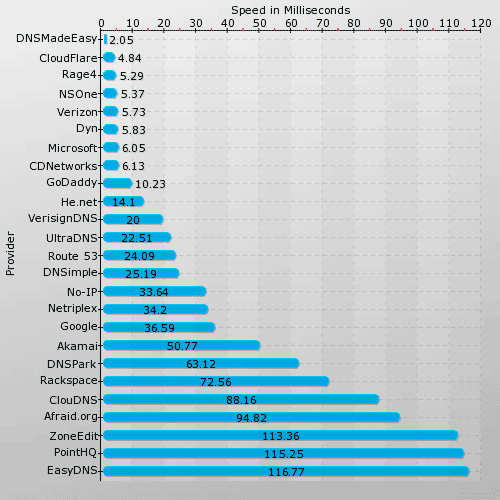 Speed in Milliseconds
0 10 20 30 40 50 60 70 80 90 100 110 120
Provider
DNSMadeEasy 2.05
CloudFlare 4.84
Rage4 5.29
NSOne 5.37
Verizon 5.73
Dyn 5.83
Microsoft 6.05
CDNetworks 6.13
GoDaddy 10.23
He.net 14.1
VerisignDNS 20
UltraDNS 22.51
Route 53 24.09
DNSimple 25.19
No-IP 33.64
Netriplex 34.2
Google 36.59
Akamai 50.77
DNSPark 63.12
Rackspace 72.56
ClouDNS 88.16
Afraid.org 94.82
ZoneEdit 113.36
PointHQ 115.25
EasyDNS 116.77